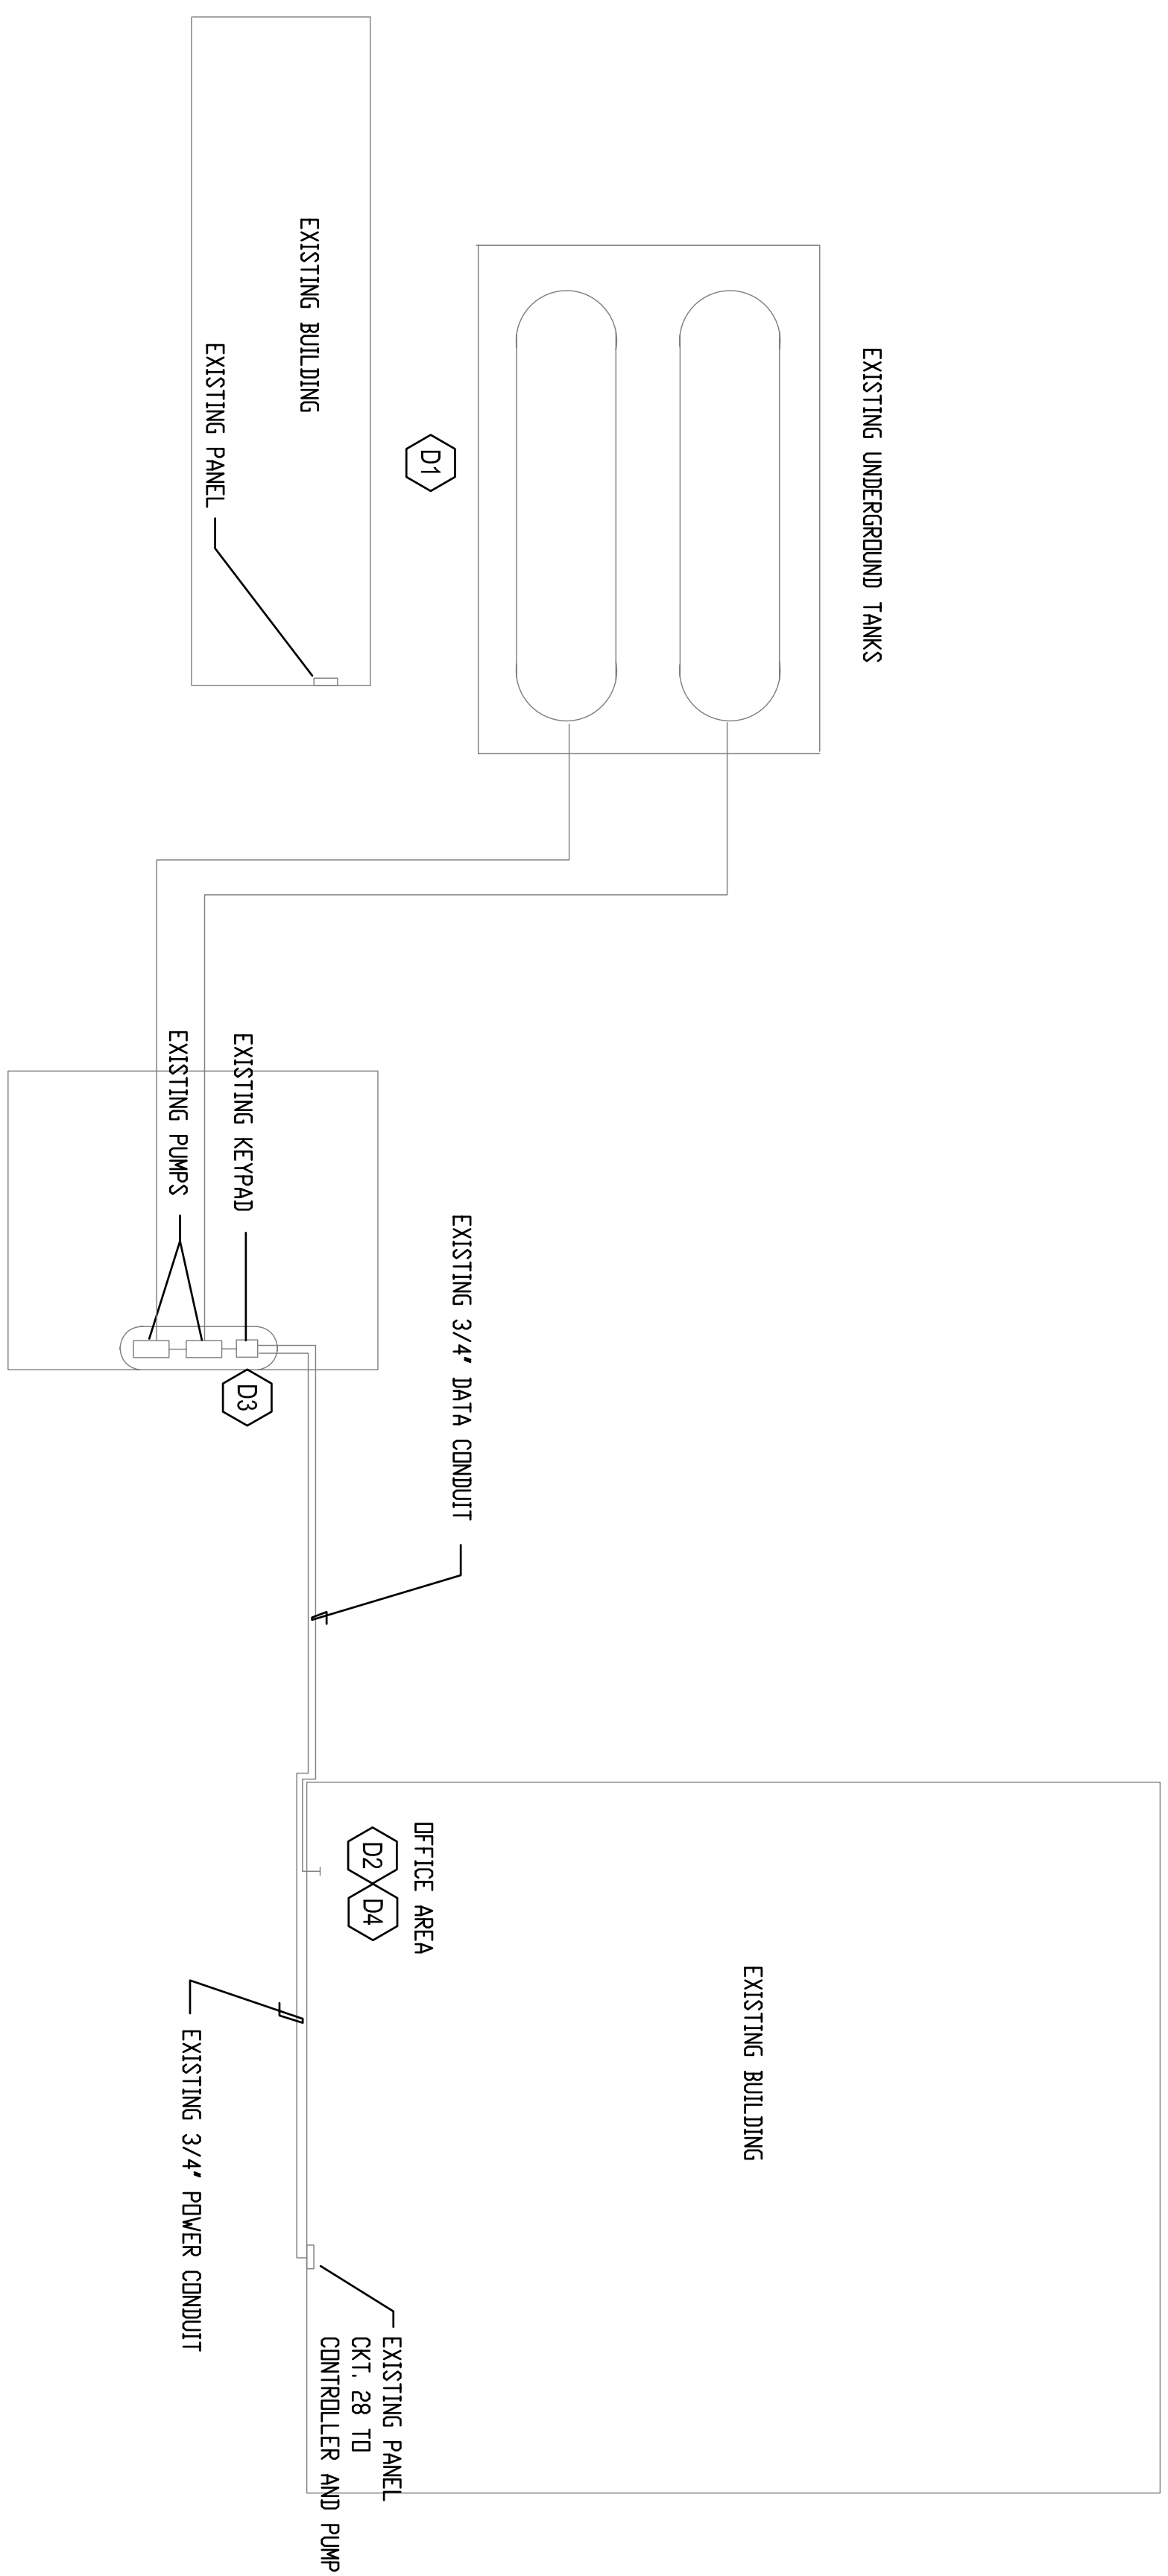 EXISTING UNDERGROUND TANKS
EXISTING BUILDING
EXISTING PANEL
D1
EXISTING KEYPAD
EXISTING PUMPS
D3
EXISTING 3/4" DATA CONDUIT
OFFICE AREA
D2
D4
EXISTING BUILDING
EXISTING 3/4" POWER CONDUIT
EXISTING PANEL
CKT. 28 TO
CONTROLLER AND PUMP